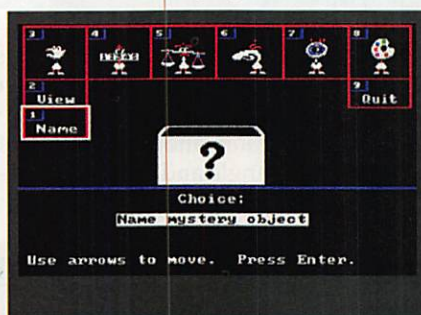 3 4 5 6 7 8
2 9
View Quit
1
Name
?
Choice:
Name mystery object
Use arrows to move. Press Enter.